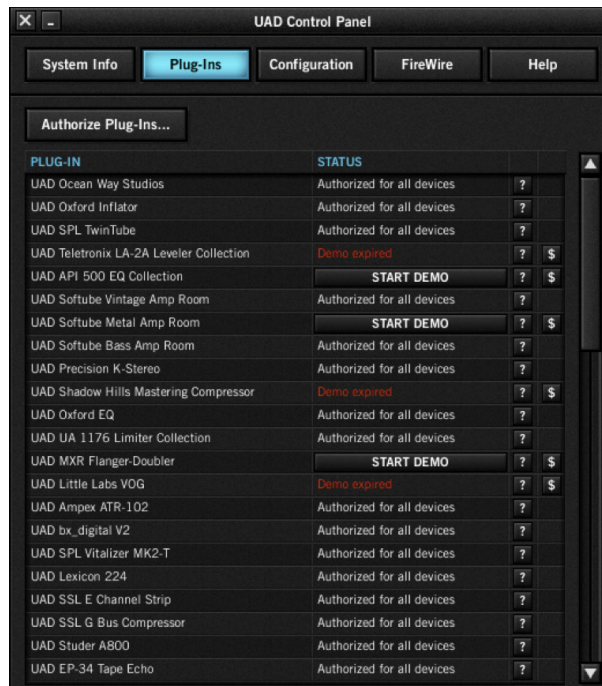 UAD Control Panel
System Info Plug-Ins Configuration FireWire Help
Authorize Plug-Ins...
PLUG-IN STATUS
UAD Ocean Way Studios Authorized for all devices ?
UAD Oxford Inflator Authorized for all devices ?
UAD SPL TwinTube Authorized for all devices ?
UAD Teletronix LA-2A Leveler Collection Demo expired ? $
UAD API 500 EQ Collection START DEMO ? $
UAD Softube Vintage Amp Room Authorized for all devices ?
UAD Softube Metal Amp Room START DEMO ? $
UAD Softube Bass Amp Room Authorized for all devices ?
UAD Precision K-Stereo Authorized for all devices ?
UAD Shadow Hills Mastering Compressor Demo expired ? $
UAD Oxford EQ Authorized for all devices ?
UAD UA 1176 Limiter Collection Authorized for all devices ?
UAD MXR Flanger-Doubler START DEMO ? $
UAD Little Labs VOG Demo expired ? $
UAD Ampex ATR-102 Authorized for all devices ?
UAD bx_digital V2 Authorized for all devices ?
UAD SPL Vitalizer MK2-T Authorized for all devices ?
UAD Lexicon 224 Authorized for all devices ?
UAD SSL E Channel Strip Authorized for all devices ?
UAD SSL G Bus Compressor Authorized for all devices ?
UAD Studer A800 Authorized for all devices ?
UAD EP-34 Tape Echo Authorized for all devices ?